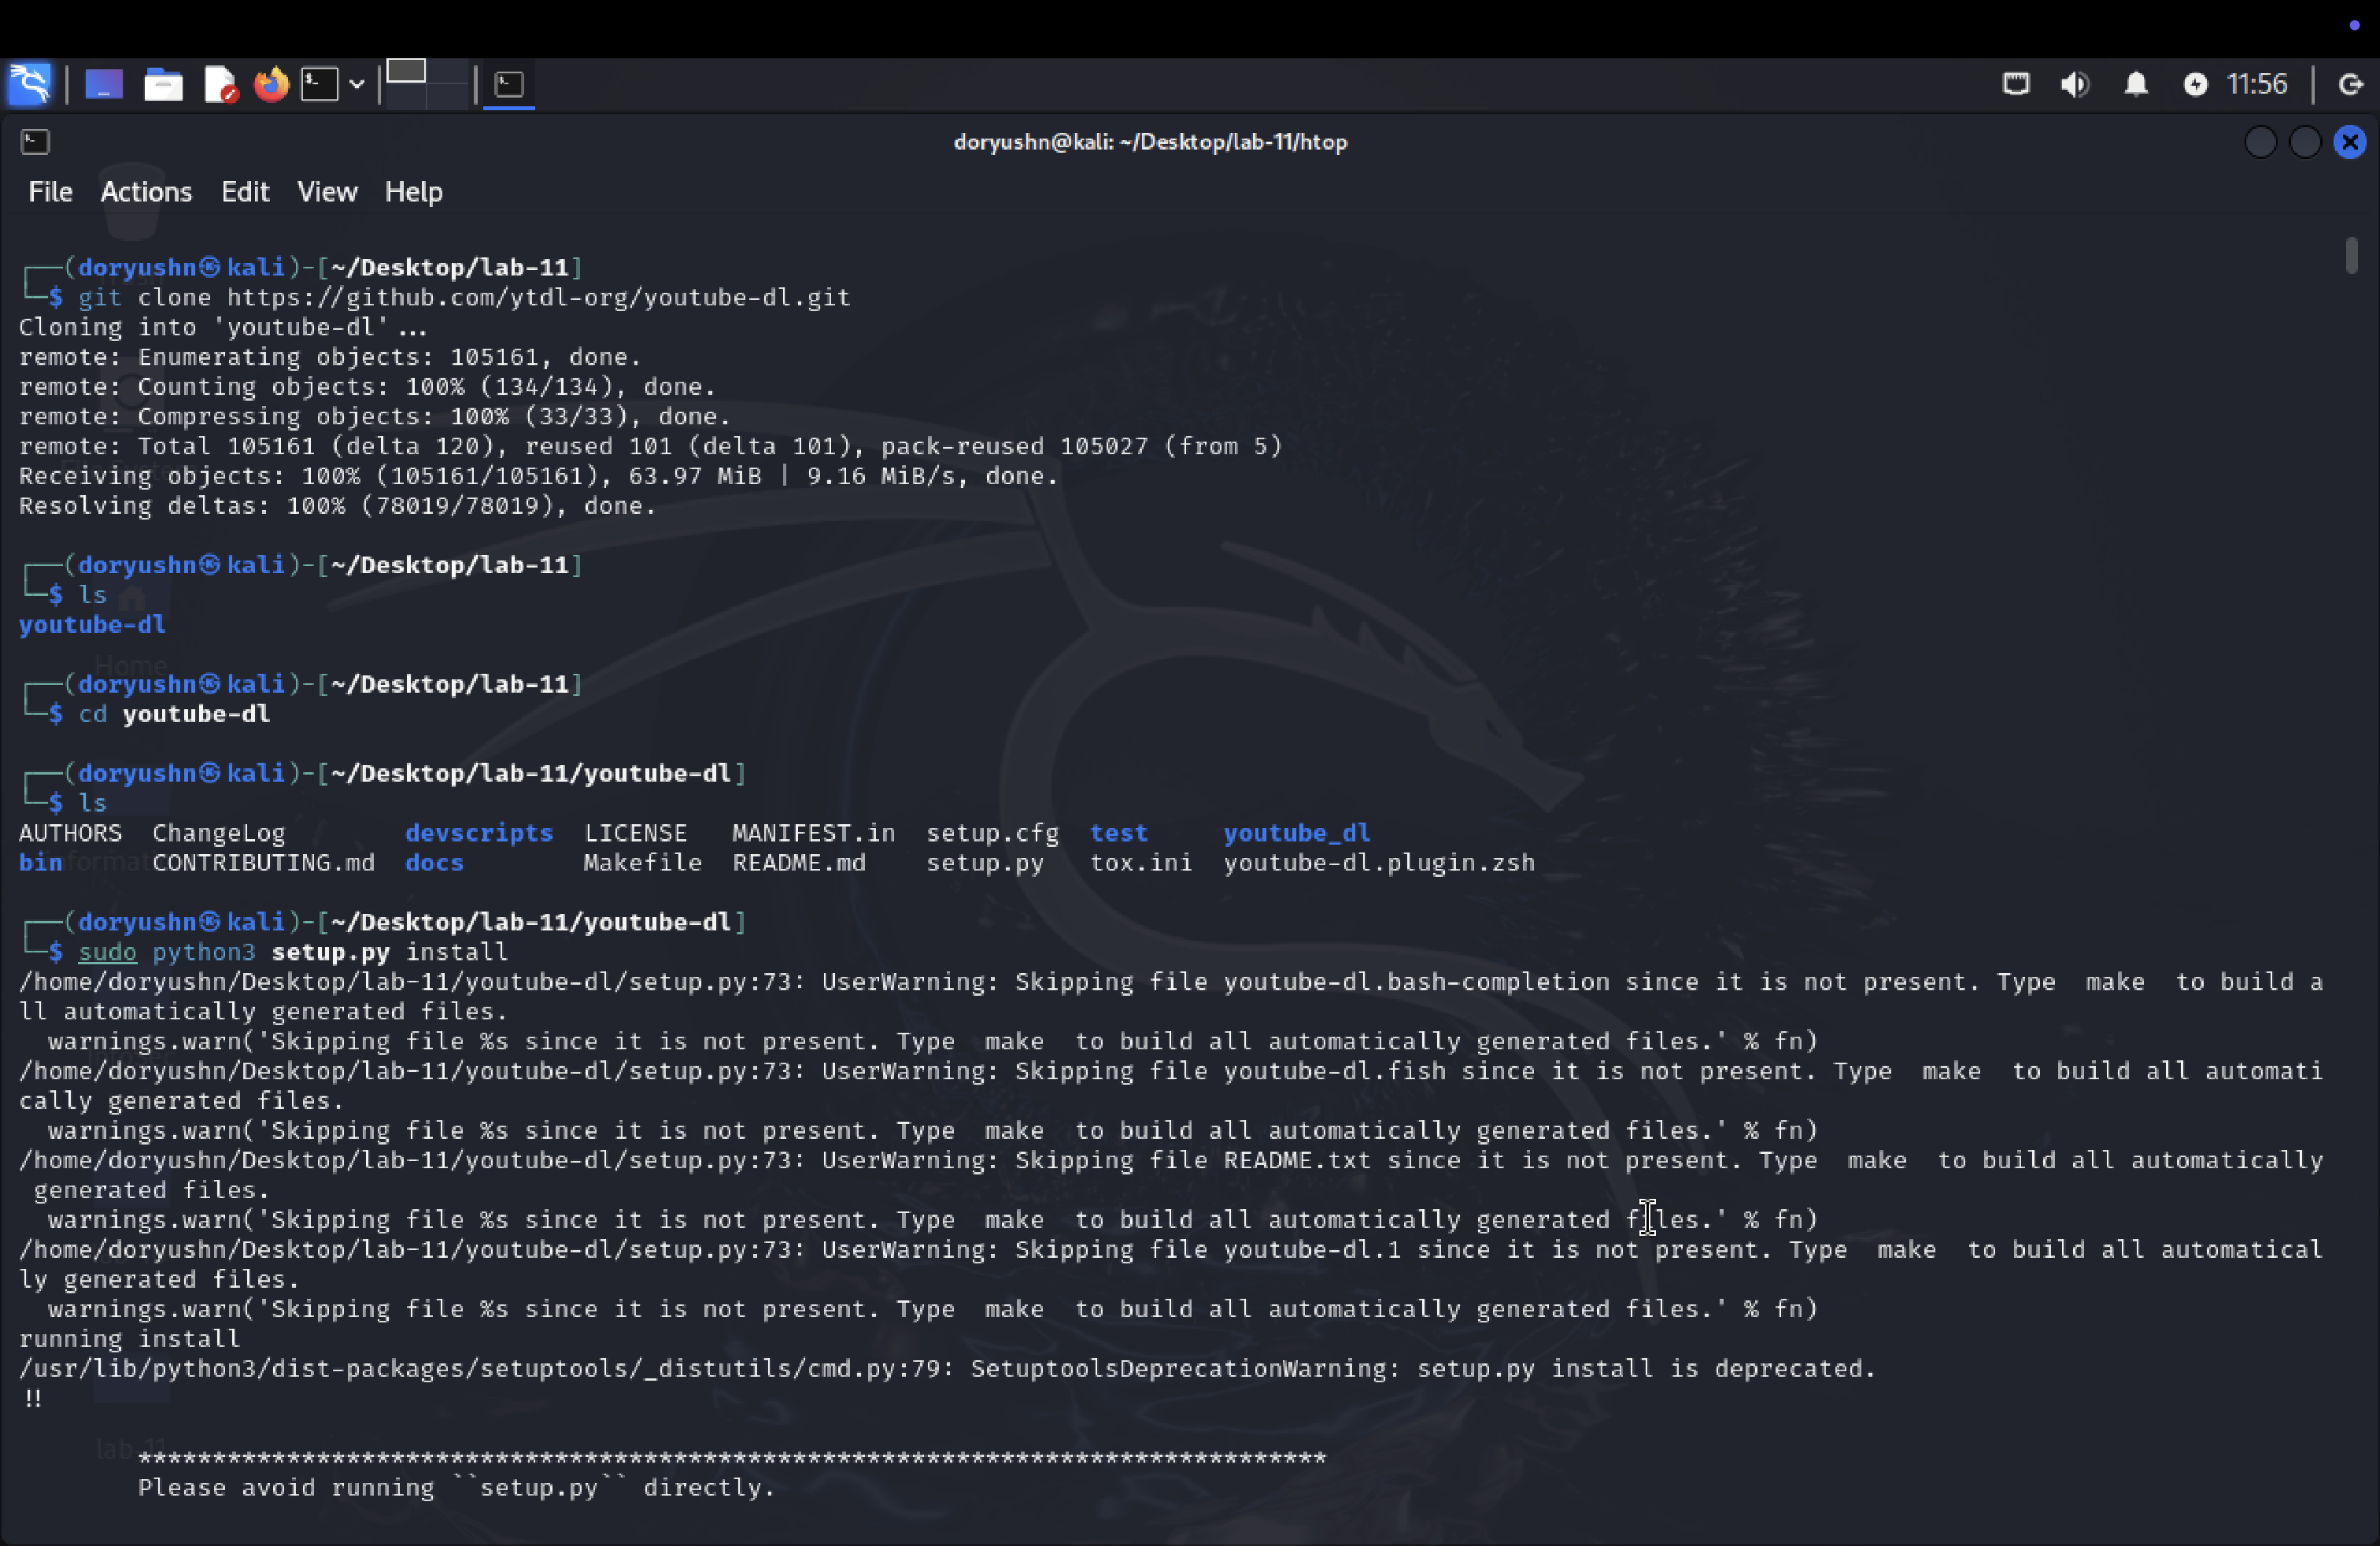 11:56
doryushn@kali: ~/Desktop/lab-11/htop
File Actions Edit View Help
┌──(doryushn㉿kali)-[~/Desktop/lab-11]
└─$ git clone https://github.com/ytdl-org/youtube-dl.git
Cloning into 'youtube-dl'...
remote: Enumerating objects: 105161, done.
remote: Counting objects: 100% (134/134), done.
remote: Compressing objects: 100% (33/33), done.
remote: Total 105161 (delta 120), reused 101 (delta 101), pack-reused 105027 (from 5)
Receiving objects: 100% (105161/105161), 63.97 MiB | 9.16 MiB/s, done.
Resolving deltas: 100% (78019/78019), done.
┌──(doryushn㉿kali)-[~/Desktop/lab-11]
└─$ ls
youtube-dl
┌──(doryushn㉿kali)-[~/Desktop/lab-11]
└─$ cd youtube-dl
┌──(doryushn㉿kali)-[~/Desktop/lab-11/youtube-dl]
└─$ ls
AUTHORS  ChangeLog        devscripts  LICENSE   MANIFEST.in  setup.cfg  test     youtube_dl
bin      CONTRIBUTING.md  docs        Makefile  README.md    setup.py   tox.ini  youtube-dl.plugin.zsh
┌──(doryushn㉿kali)-[~/Desktop/lab-11/youtube-dl]
└─$ sudo python3 setup.py install
/home/doryushn/Desktop/lab-11/youtube-dl/setup.py:73: UserWarning: Skipping file youtube-dl.bash-completion since it is not present. Type  make  to build a
ll automatically generated files.
  warnings.warn('Skipping file %s since it is not present. Type  make  to build all automatically generated files.' % fn)
/home/doryushn/Desktop/lab-11/youtube-dl/setup.py:73: UserWarning: Skipping file youtube-dl.fish since it is not present. Type  make  to build all automati
cally generated files.
  warnings.warn('Skipping file %s since it is not present. Type  make  to build all automatically generated files.' % fn)
/home/doryushn/Desktop/lab-11/youtube-dl/setup.py:73: UserWarning: Skipping file README.txt since it is not present. Type  make  to build all automatically
 generated files.
  warnings.warn('Skipping file %s since it is not present. Type  make  to build all automatically generated files.' % fn)
/home/doryushn/Desktop/lab-11/youtube-dl/setup.py:73: UserWarning: Skipping file youtube-dl.1 since it is not present. Type  make  to build all automatical
ly generated files.
  warnings.warn('Skipping file %s since it is not present. Type  make  to build all automatically generated files.' % fn)
running install
/usr/lib/python3/dist-packages/setuptools/_distutils/cmd.py:79: SetuptoolsDeprecationWarning: setup.py install is deprecated.
!!
        ********************************************************************************
        Please avoid running ``setup.py`` directly.
Home
lab-11